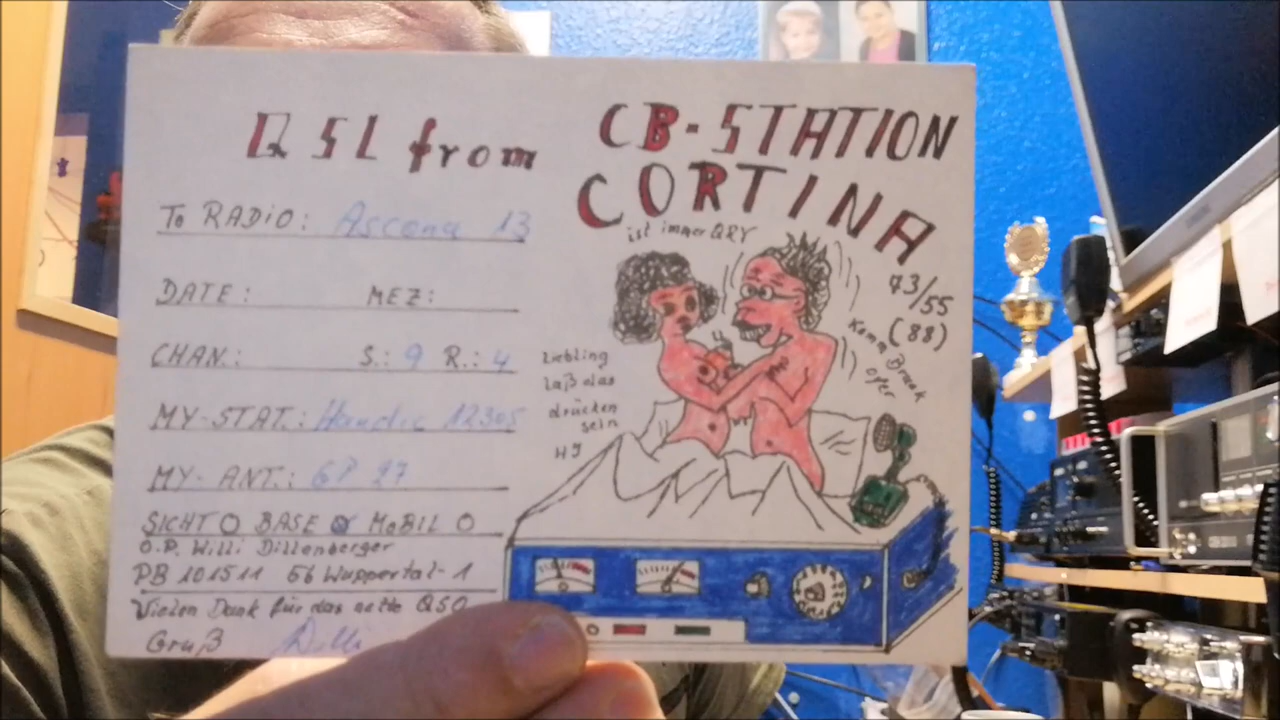 QSL from
CB-STATION
CORTINA
ist immer QRV
73/55
(88)
To RADIO: Ascona 13
DATE: MEZ:
CHAN.: S.: 9 R.: 4
MY-STAT.: Handic 12305
MY- ANT.: GP 27
SICHT BASE MOBIL
O.P. Willi Dillenberger
PB 101511 56 Wuppertal-1
Vielen Dank für das nette QSO
Gruß Willi
Liebling
laß das
drücken
sein
Komm Break
öfter